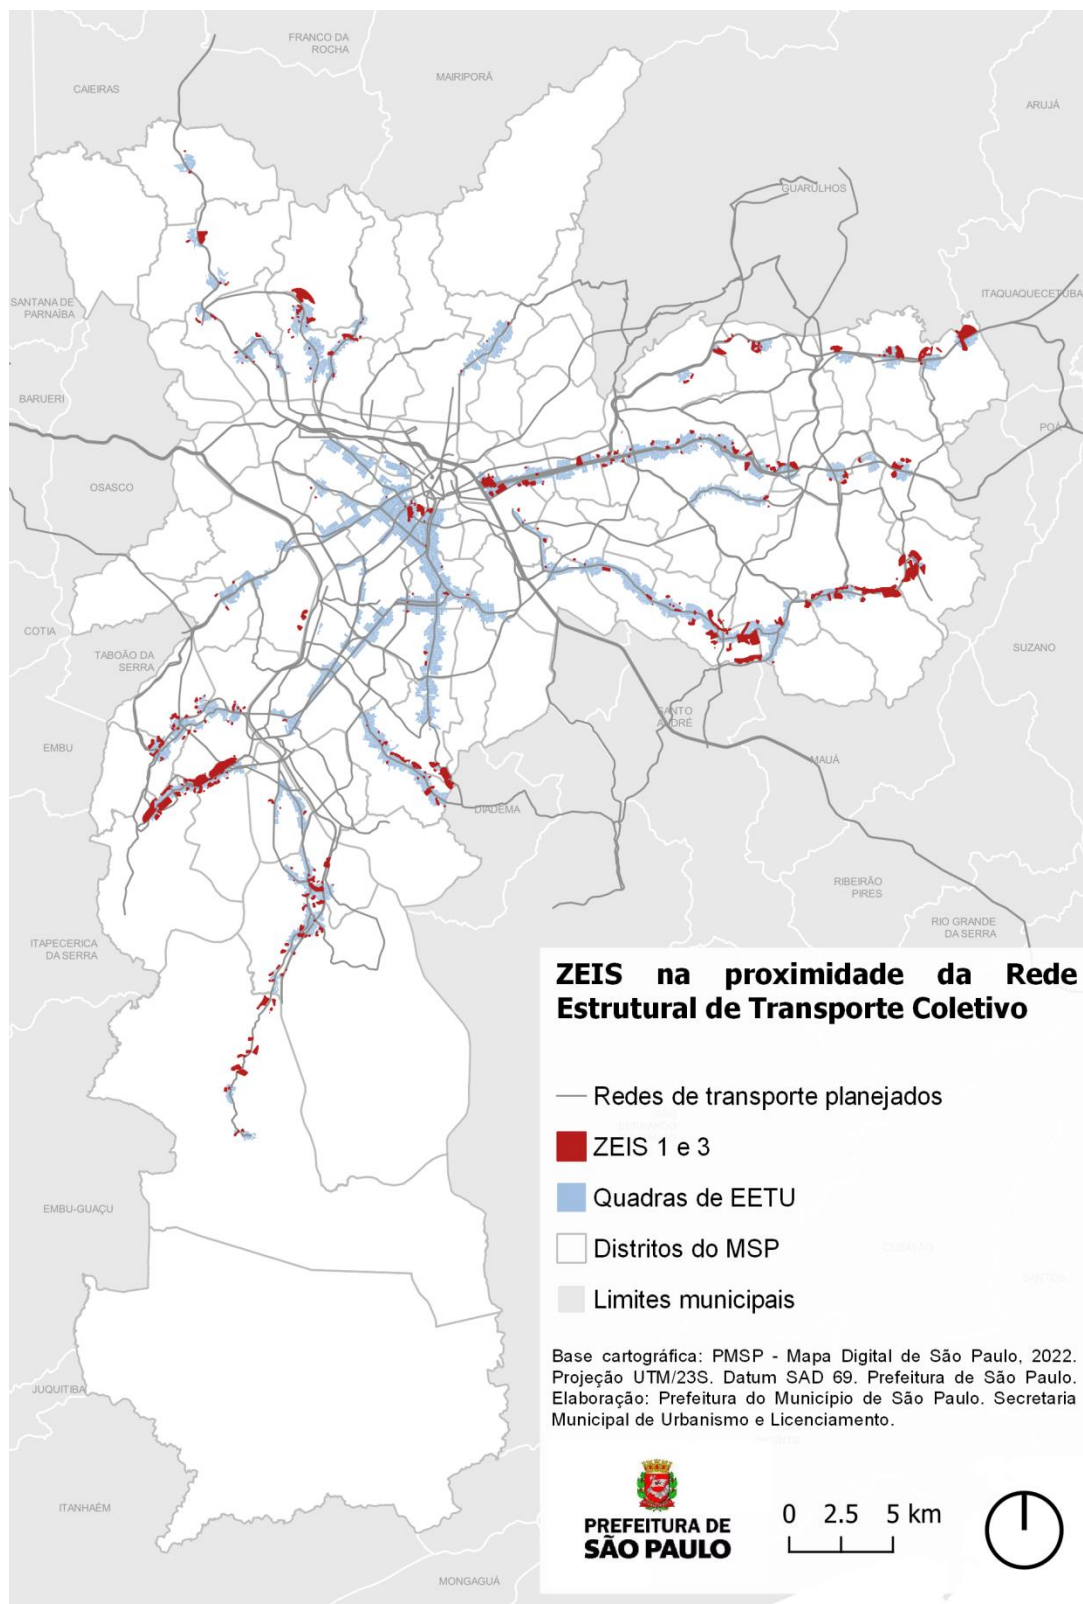 FRANCO DA
ROCHA
MAIRIPORÃ
CAIEIRAS
ARUJÁ
GUARULHOS
ITAQUAQUECETUBA
SANTANA DE
PARNAÍBA
BARUERI
POÁ
OSASCO
COTIA
TABOÃO DA
SERRA
SUZANO
SANTO
ANDRÉ
EMBU
MAUÁ
DIADEMA
RIBEIRÃO
PIRES
RIO GRANDE
DA SERRA
ITAPECERICA
DA SERRA
ZEIS na proximidade da Rede
Estrutural de Transporte Coletivo
Redes de transporte planejados
ZEIS 1 e 3
Quadras de EETU
Distritos do MSP
Limites municipais
EMBU-GUAÇU
CUBATÃO
SANTOS
Base cartográfica: PMSP - Mapa Digital de São Paulo, 2022.
Projeção UTM/23S. Datum SAD 69. Prefeitura de São Paulo.
Elaboração: Prefeitura do Município de São Paulo. Secretaria
Municipal de Urbanismo e Licenciamento.
JUQUITIBA
ITANHAÉM
MONGAGUÁ
PREFEITURA DE
SÃO PAULO
0 2.5 5 km